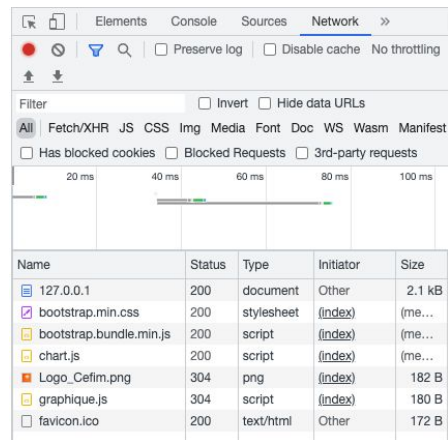 Elements Console Sources Network »
Preserve log Disable cache No throttling
Filter Invert Hide data URLs
All Fetch/XHR JS CSS Img Media Font Doc WS Wasm Manifest
Has blocked cookies Blocked Requests 3rd-party requests
20 ms 40 ms 60 ms 80 ms 100 ms
Name Status Type Initiator Size
127.0.0.1 200 document Other 2.1 kB
bootstrap.min.css 200 stylesheet (index) (me...
bootstrap.bundle.min.js 200 script (index) (me...
chart.js 200 script (index) (me...
Logo_Cefim.png 304 png (index) 182 B
graphique.js 304 script (index) 180 B
favicon.ico 200 text/html Other 172 B